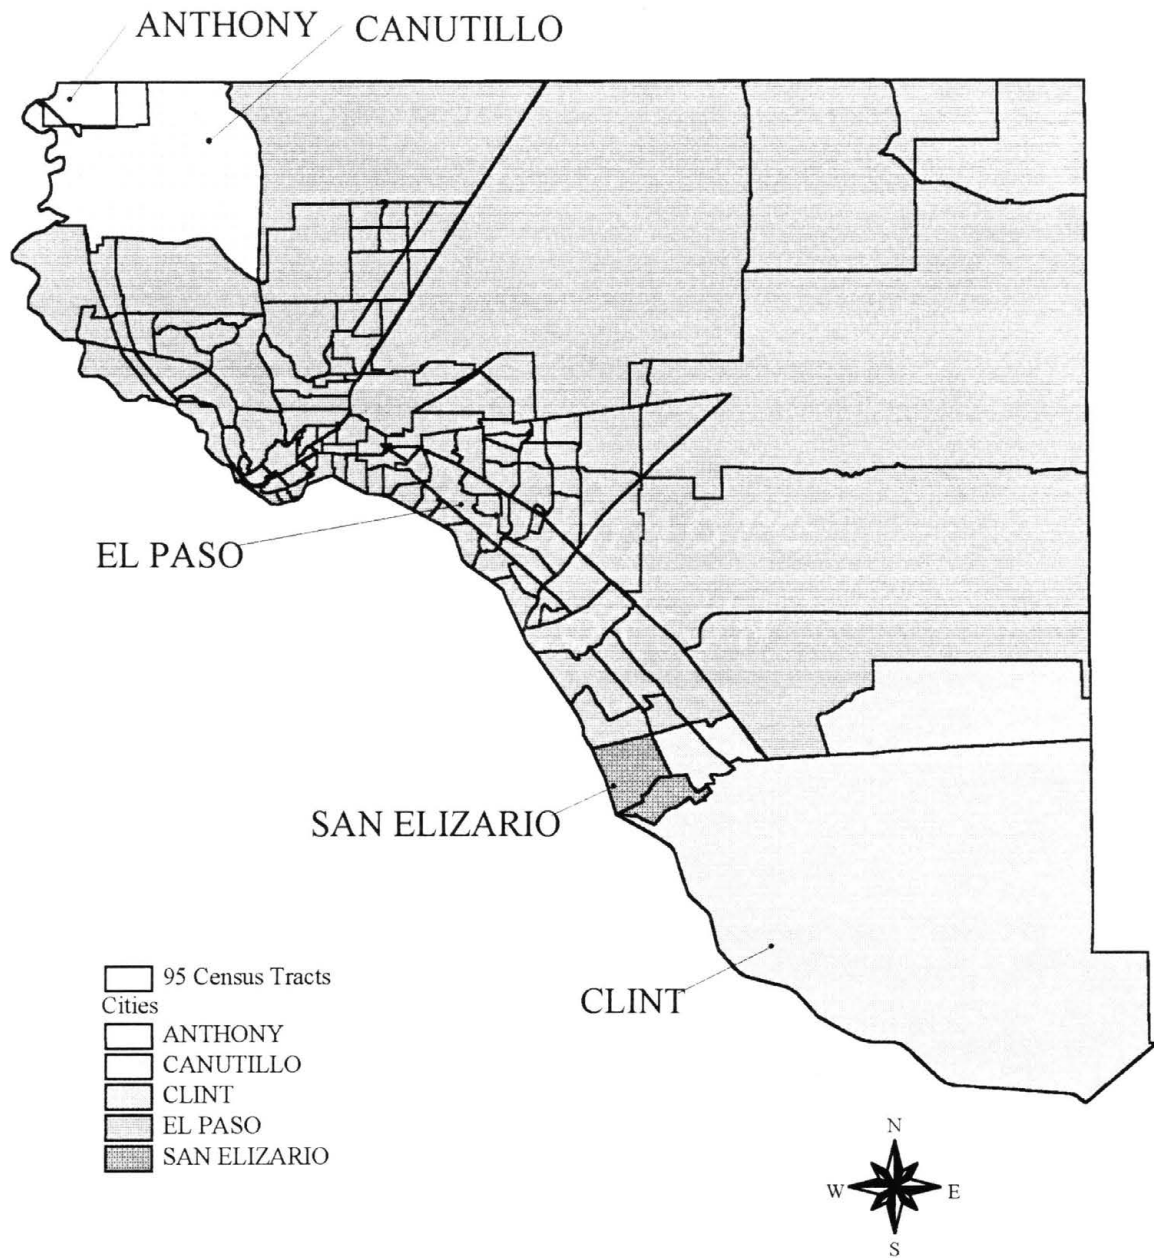 ANTHONY
CANUTILLO
EL PASO
SAN ELIZARIO
CLINT
95 Census Tracts
Cities
ANTHONY
CANUTILLO
CLINT
EL PASO
SAN ELIZARIO
N
W E
S